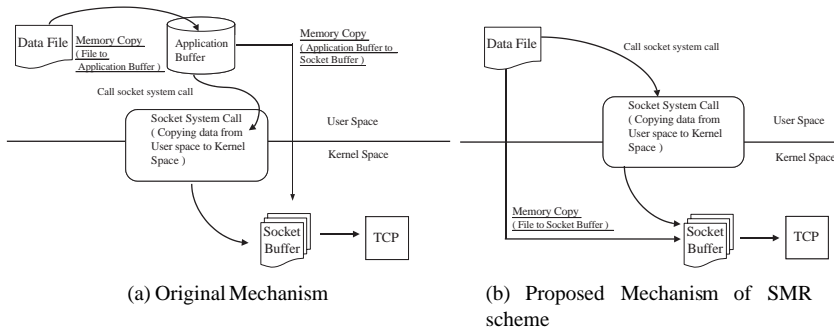 Data File
Memory Copy
( File to
Application Buffer )
Application
Buffer
Memory Copy
( Application Buffer to
Socket Buffer )
Call socket system call
Socket System Call
( Copying data from
User space to Kernel
Space )
User Space
Kernel Space
Socket
Buffer
TCP
(a) Original Mechanism
Data File
Call socket system call
Socket System Call
( Copying data from
User space to Kernel
Space )
User Space
Kernel Space
Memory Copy
( File to Socket Buffer )
Socket
Buffer
TCP
(b) Proposed Mechanism of SMR
scheme